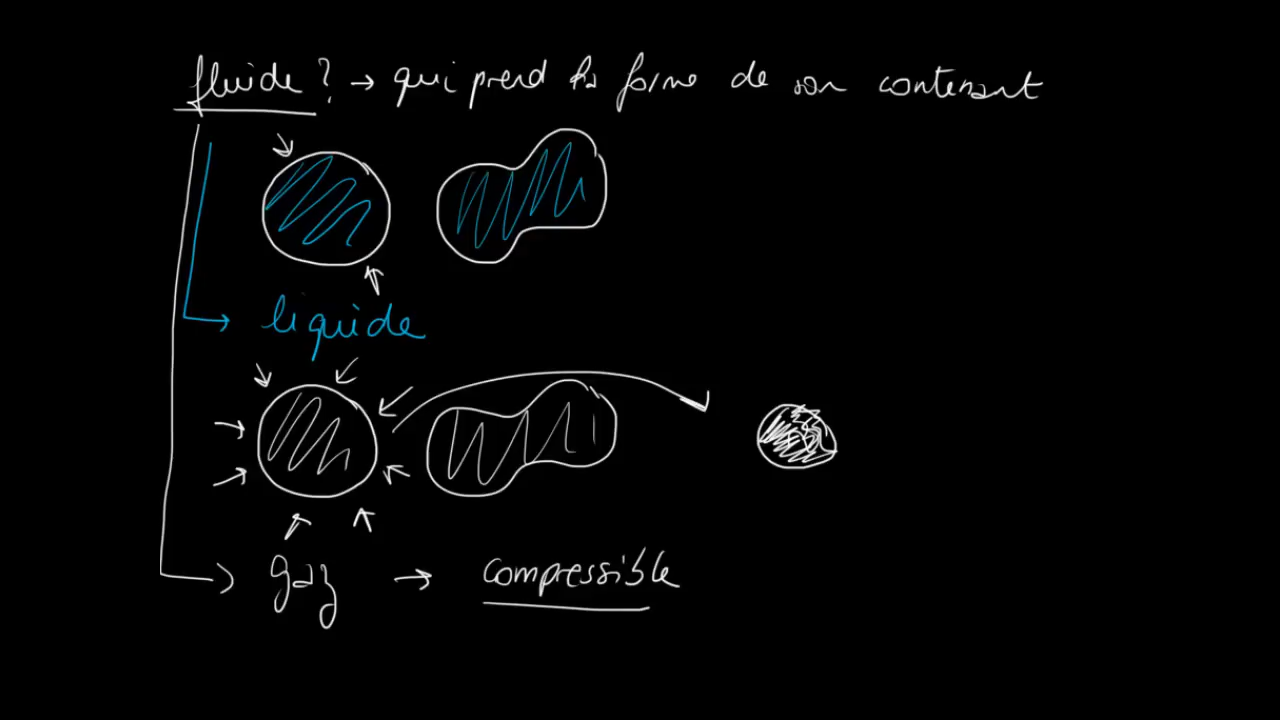 fluide ? → qui prend la forme de son contenant
liquide
gaz → compressible